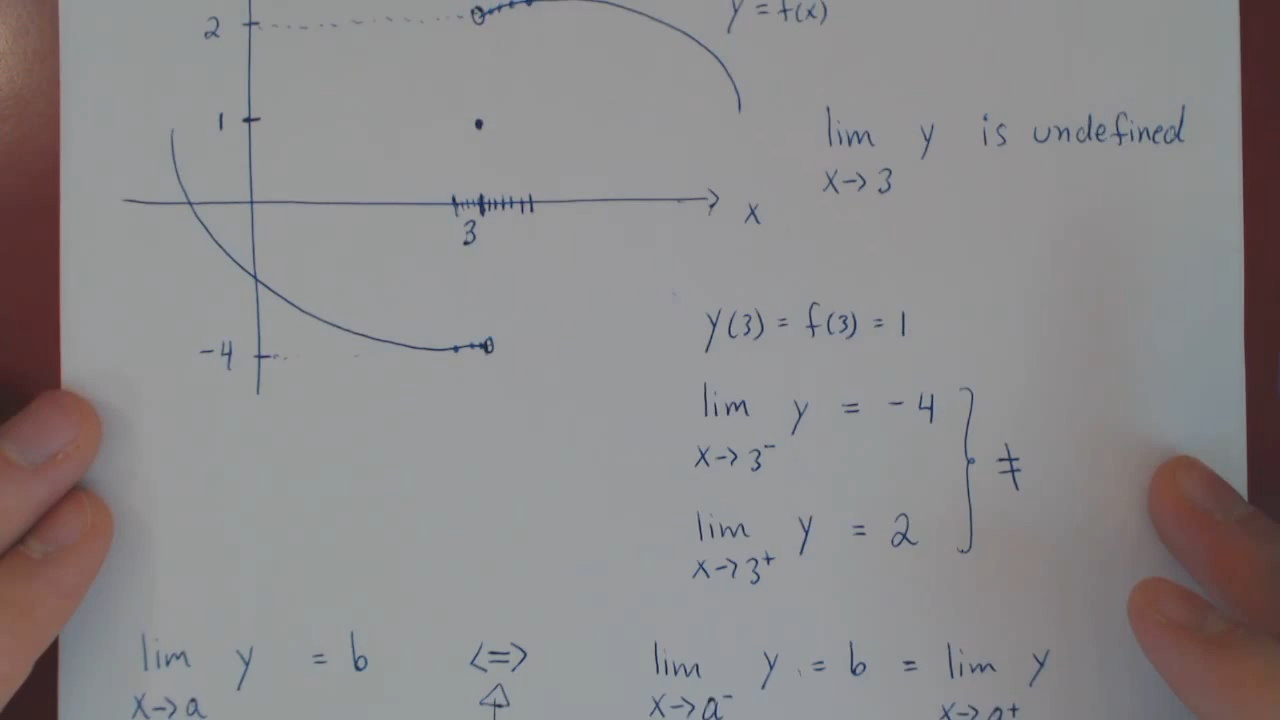 2
y = f(x)
1
lim y is undefined
x→3
x
3
y(3) = f(3) = 1
-4
lim y = -4
x→3⁻
≠
lim y = 2
x→3⁺
lim y = b <=> lim y = b = lim y
x→a x→a⁻ x→a⁺